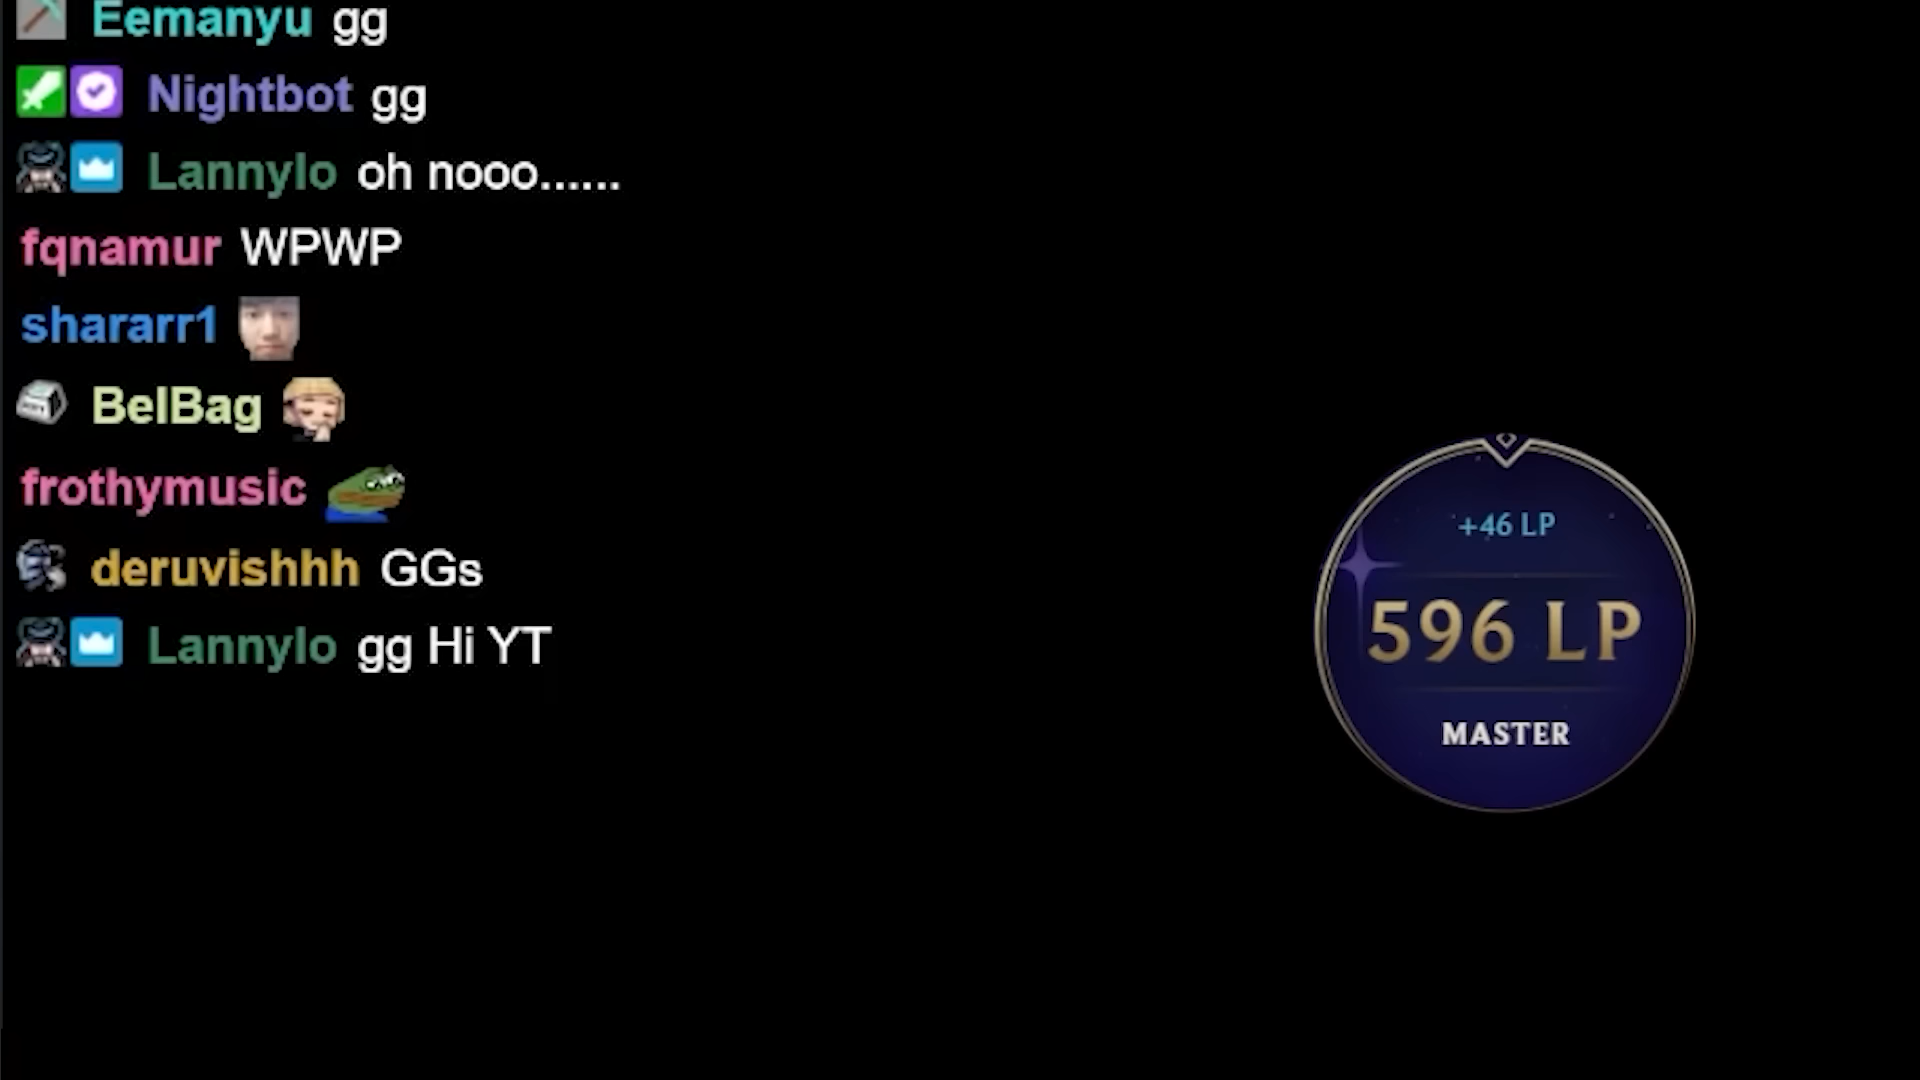 Eemanyu gg
Nightbot gg
Lannylo oh nooo......
fqnamur WPWP
shararr1
BelBag
frothymusic
deruvishhh GGs
Lannylo gg Hi YT
+46 LP
596 LP
MASTER